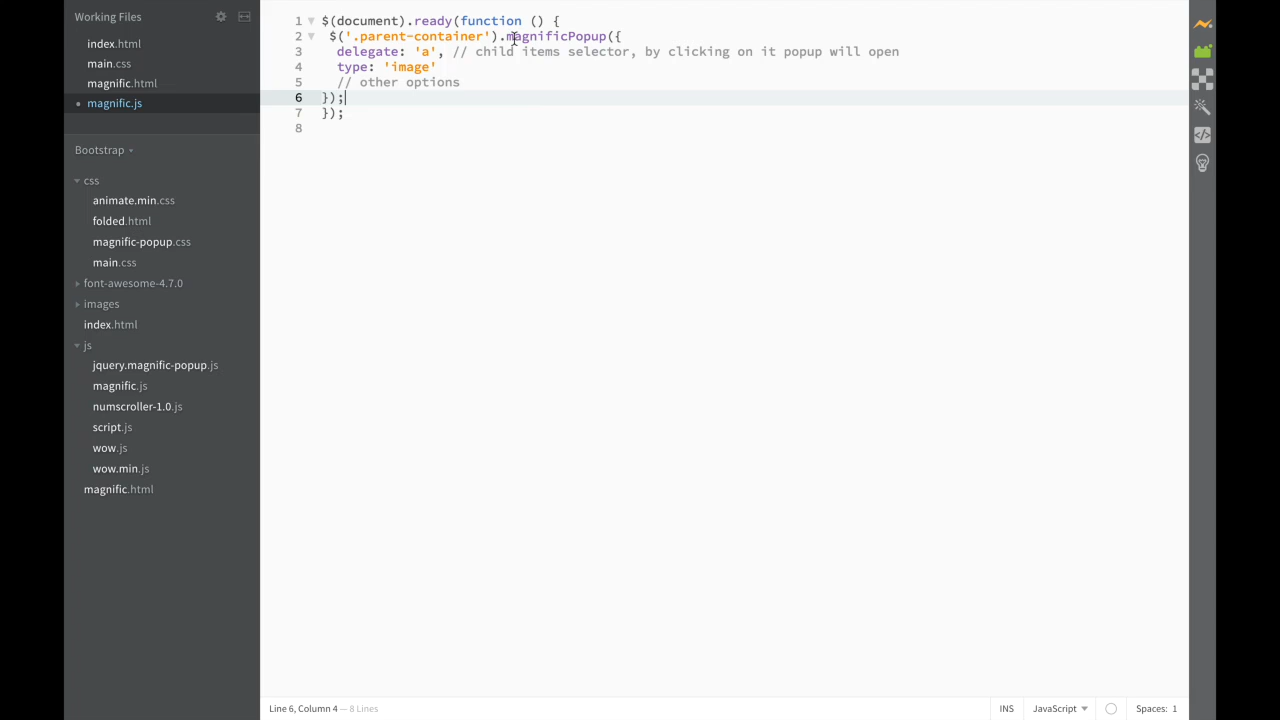 Working Files
index.html
main.css
magnific.html
magnific.js
Bootstrap
css
animate.min.css
folded.html
magnific-popup.css
main.css
font-awesome-4.7.0
images
index.html
js
jquery.magnific-popup.js
magnific.js
numscroller-1.0.js
script.js
wow.js
wow.min.js
magnific.html
1 $(document).ready(function () {
2 $('.parent-container').magnificPopup({
3 delegate: 'a', // child items selector, by clicking on it popup will open
4 type: 'image'
5 // other options
6 });
7 });
8
Line 6, Column 4 — 8 Lines
INS
JavaScript
Spaces: 1